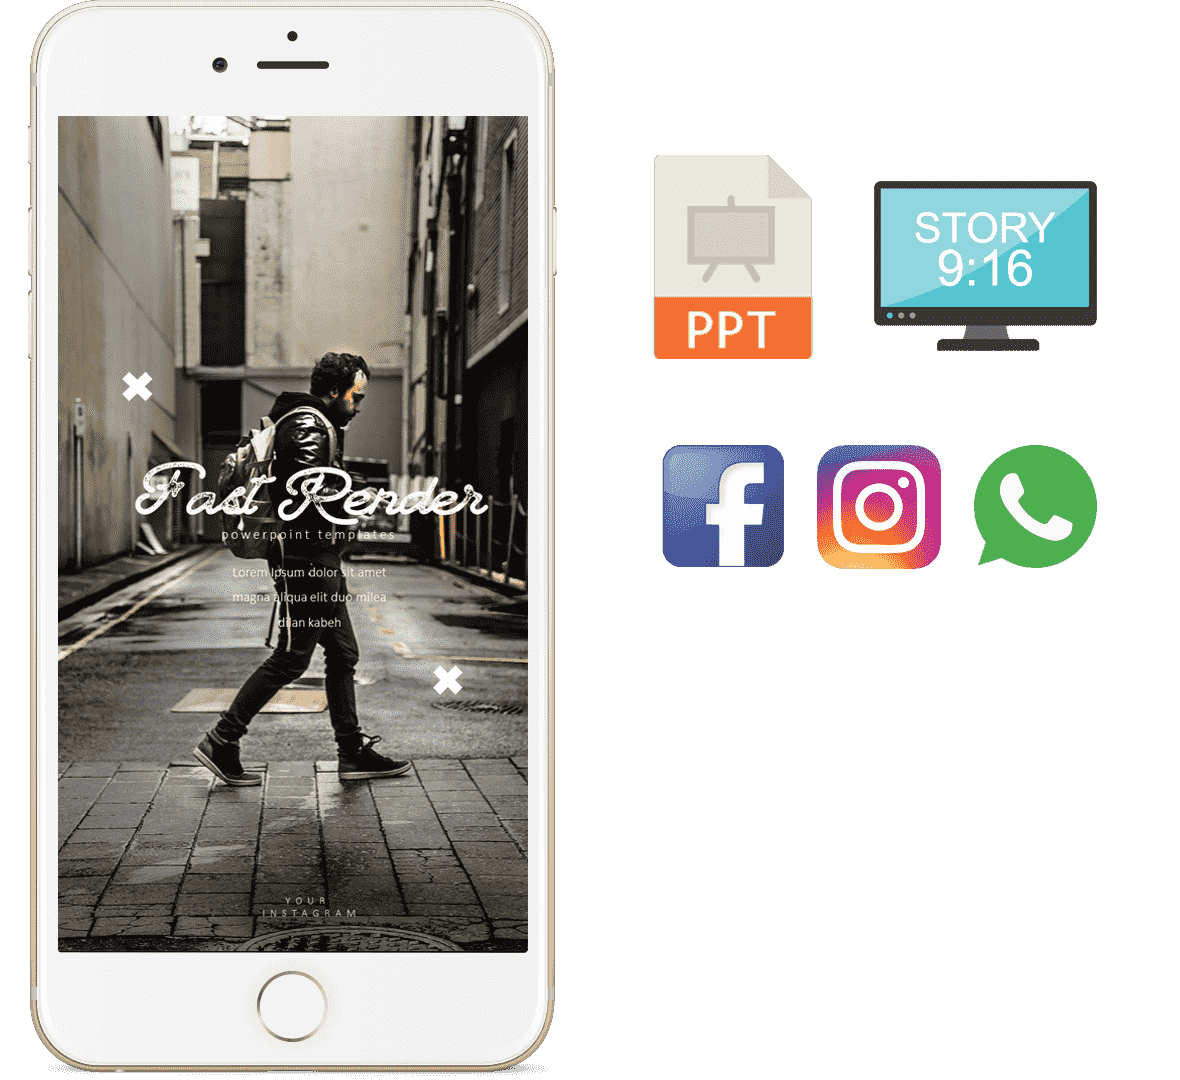 Fast Render
powerpoint templates
Lorem Ipsum dolor sit amet
magna aliqua elit duo milea
dilan kabeh
YOUR
INSTAGRAM
PPT
STORY
9:16